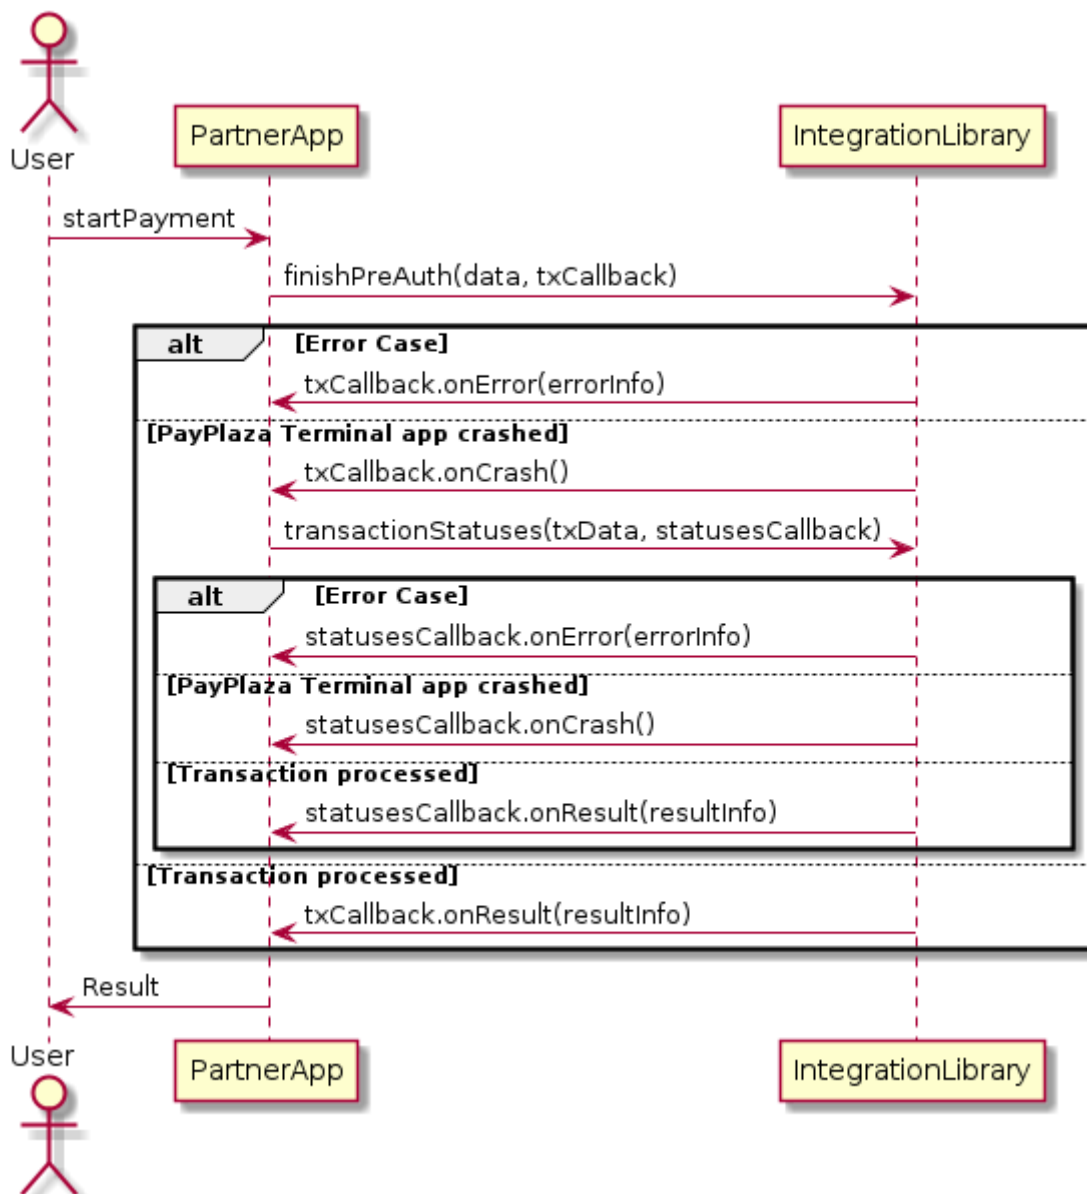 User
PartnerApp
IntegrationLibrary
startPayment
finishPreAuth(data, txCallback)
alt
[Error Case]
txCallback.onError(errorInfo)
[PayPlaza Terminal app crashed]
txCallback.onCrash()
transactionStatuses(txData, statusesCallback)
alt
[Error Case]
statusesCallback.onError(errorInfo)
[PayPlaza Terminal app crashed]
statusesCallback.onCrash()
[Transaction processed]
statusesCallback.onResult(resultInfo)
[Transaction processed]
txCallback.onResult(resultInfo)
Result
User
PartnerApp
IntegrationLibrary